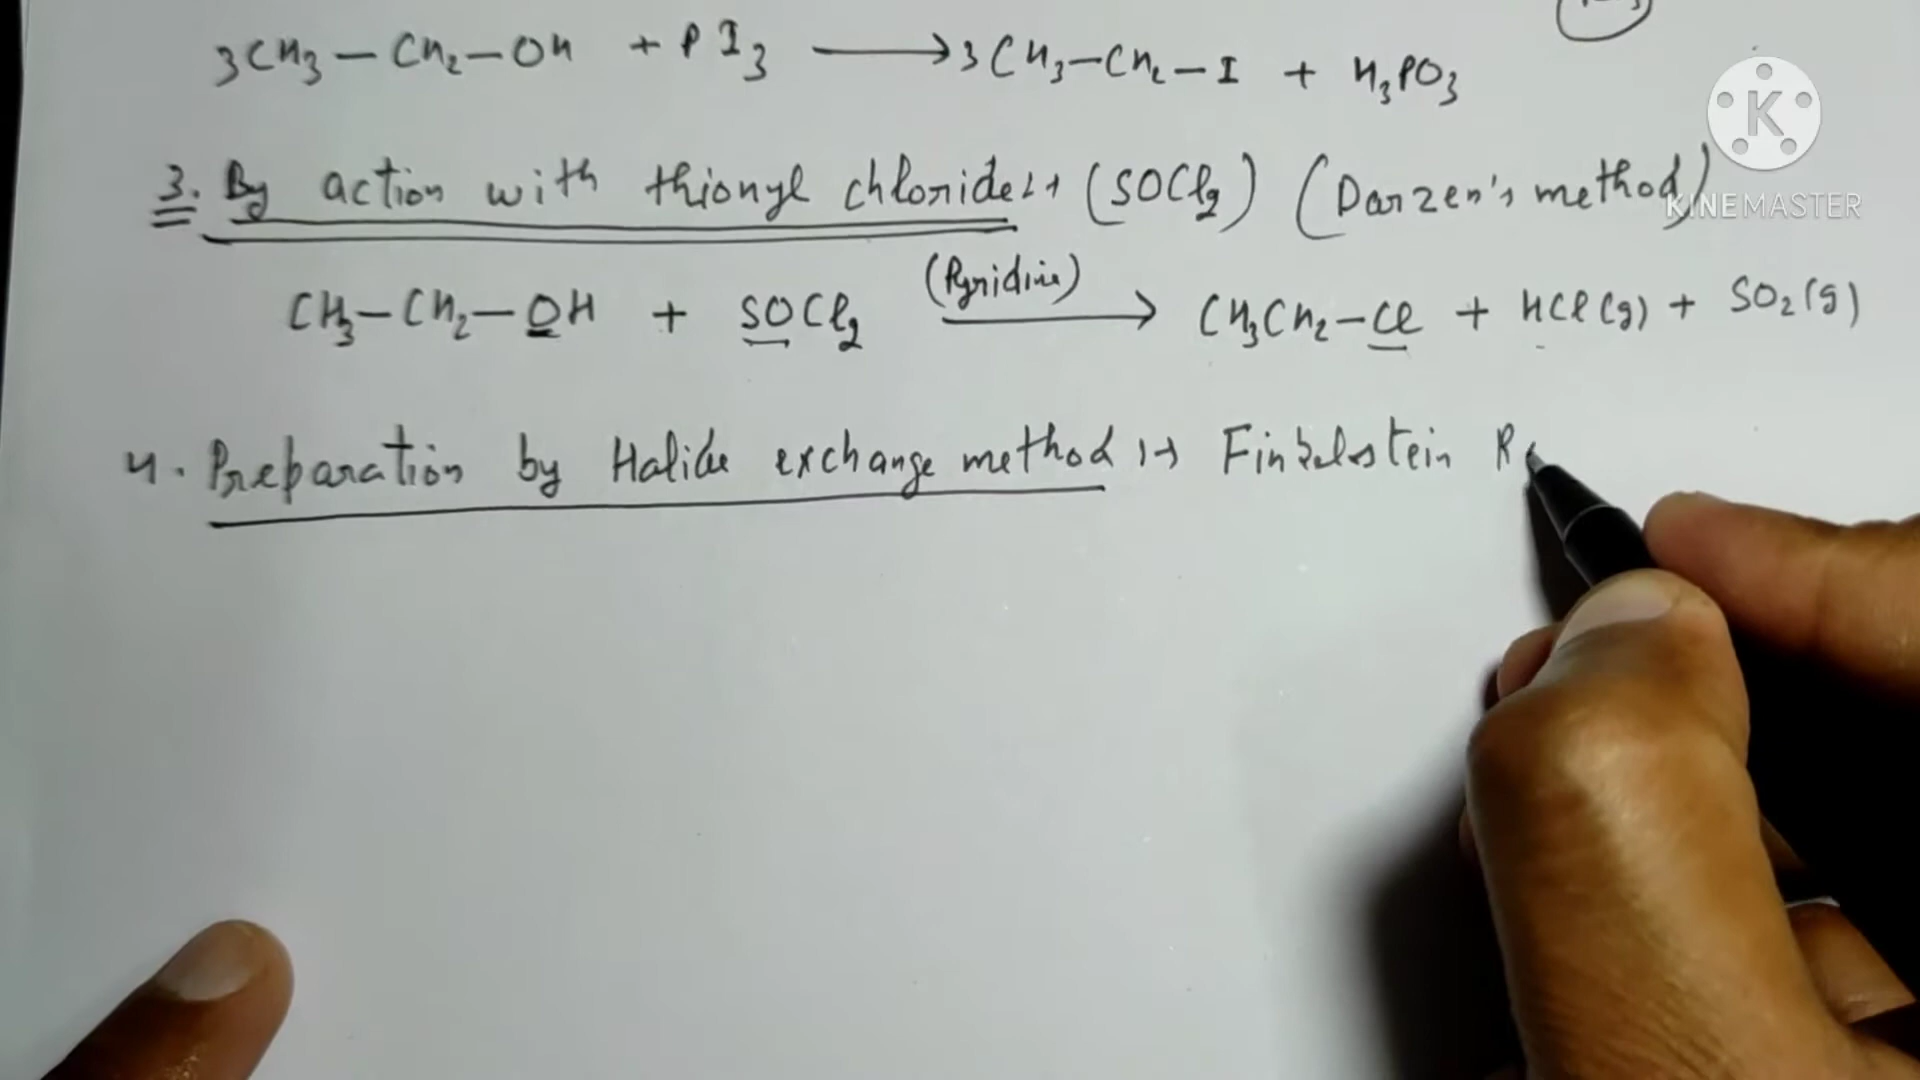 3CH3-CH2-OH + PI3 ⟶ 3CH3-CH2-I + H3PO3
K
KINEMASTER
3. By action with thionyl chloride:→ (SOCl2) (Darzen's method)
CH3-CH2-OH + SOCl2 (Pyridine) ⟶ CH3CH2-Cl + HCl(g) + SO2(g)
4. Preparation by Halide exchange method :→ Finkelstein Re